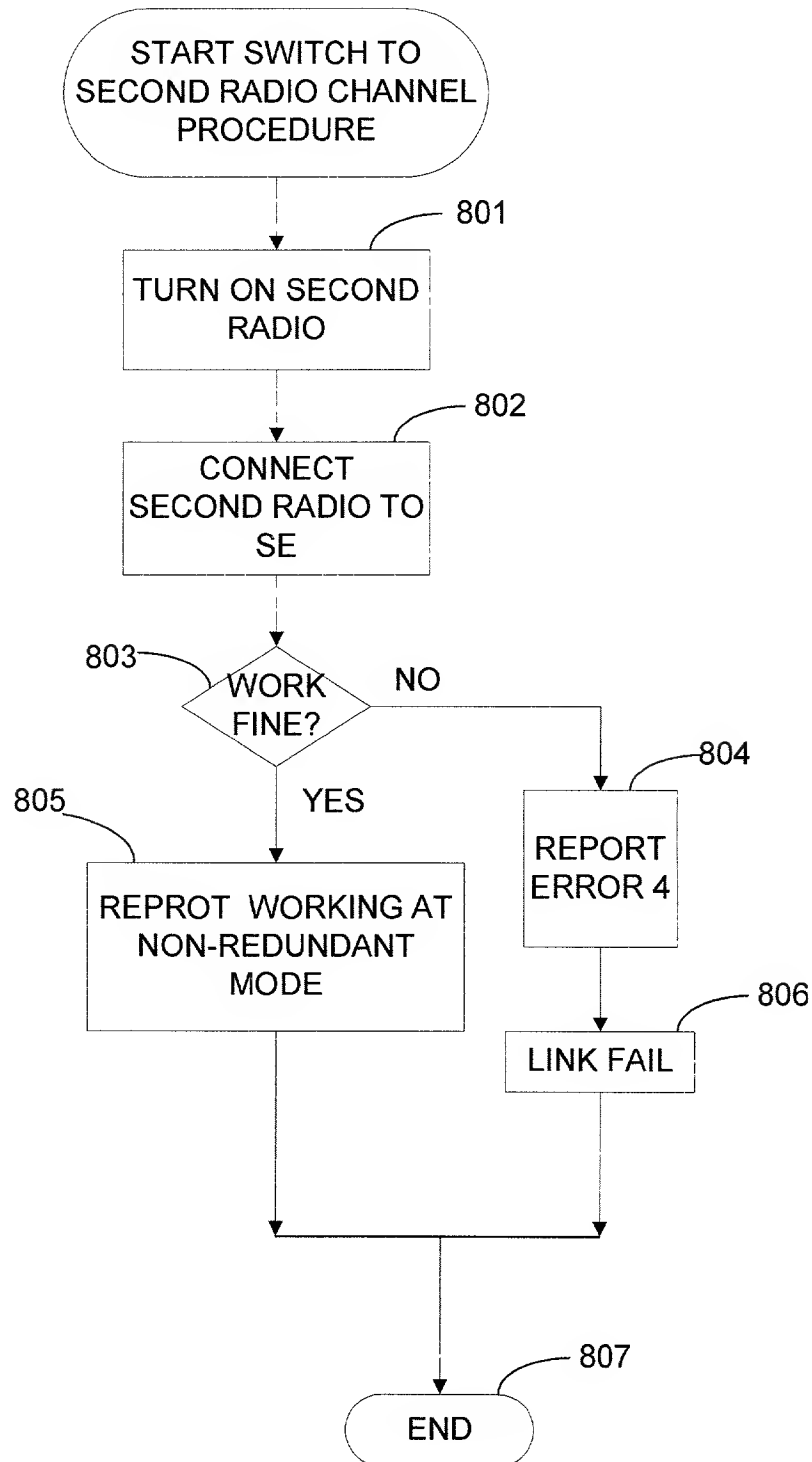 START SWITCH TO
SECOND RADIO CHANNEL
PROCEDURE
801
TURN ON SECOND
RADIO
802
CONNECT
SECOND RADIO TO
SE
803
WORK
FINE?
NO
804
YES
805
REPORT
ERROR 4
REPROT WORKING AT
NON-REDUNDANT
MODE
806
LINK FAIL
807
END